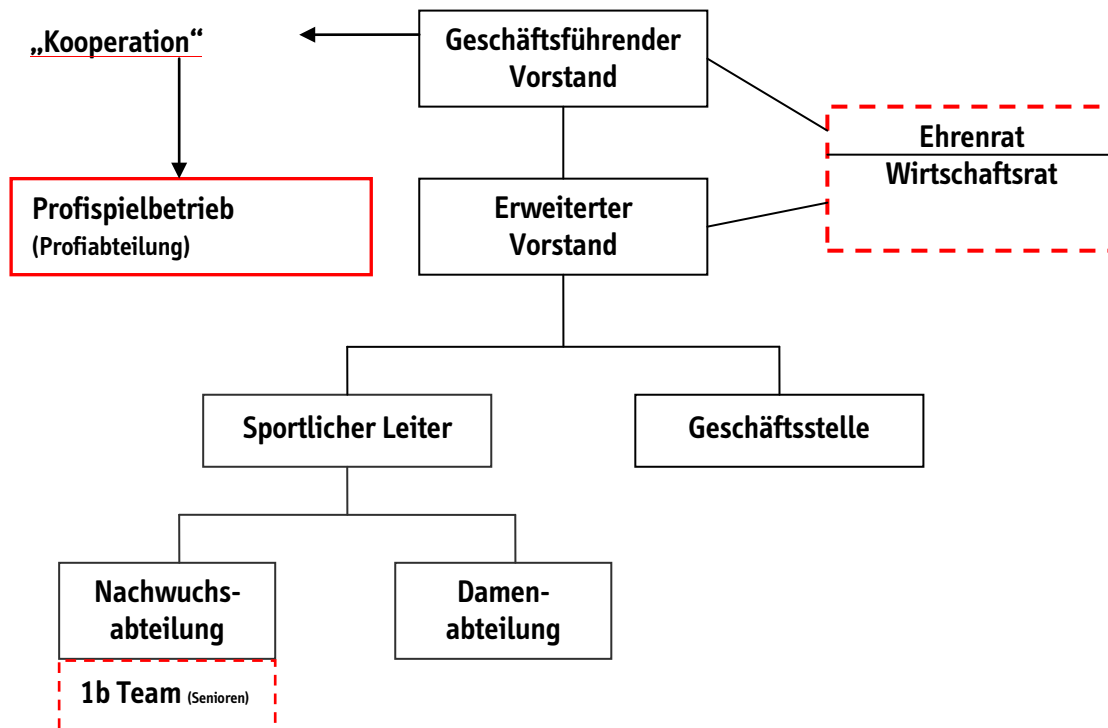 „Kooperation“
Geschäftsführender
Vorstand
Ehrenrat
Wirtschaftsrat
Profispielbetrieb
(Profiabteilung)
Erweiterter
Vorstand
Sportlicher Leiter
Geschäftsstelle
Nachwuchs-
abteilung
Damen-
abteilung
1b Team (Senioren)